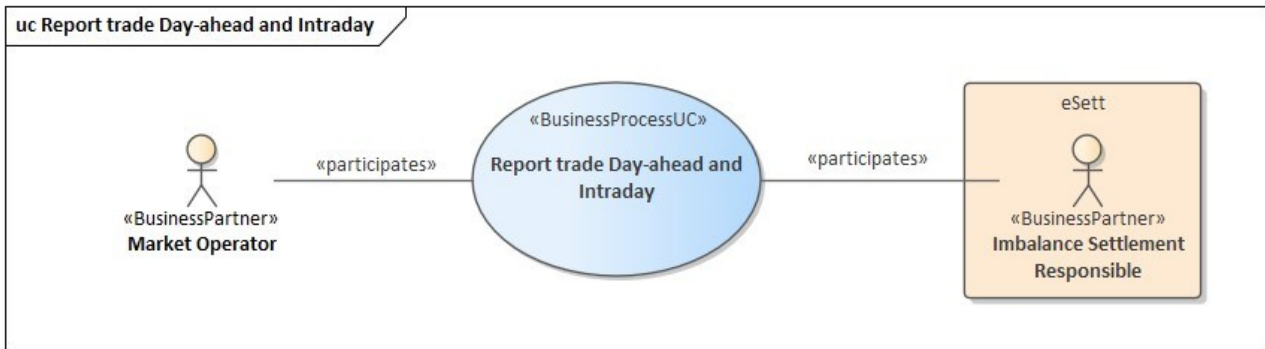 uc Report trade Day-ahead and Intraday
eSett
«BusinessProcessUC»
Report trade Day-ahead and
Intraday
«participates»
«participates»
«BusinessPartner»
Market Operator
«BusinessPartner»
Imbalance Settlement
Responsible